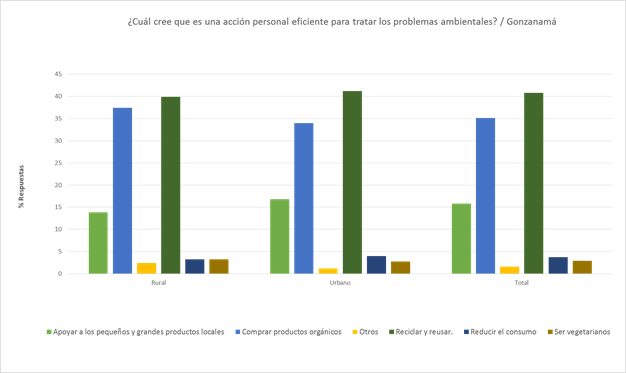 ¿Cuál cree que es una acción personal eficiente para tratar los problemas ambientales? / Gonzanamá
45
40
35
30
25
20
15
10
5
0
% Respuestas
Rural Urbano Total
Apoyar a los pequeños y grandes productos locales Comprar productos orgánicos Otros Reciclar y reusar. Reducir el consumo Ser vegetarianos